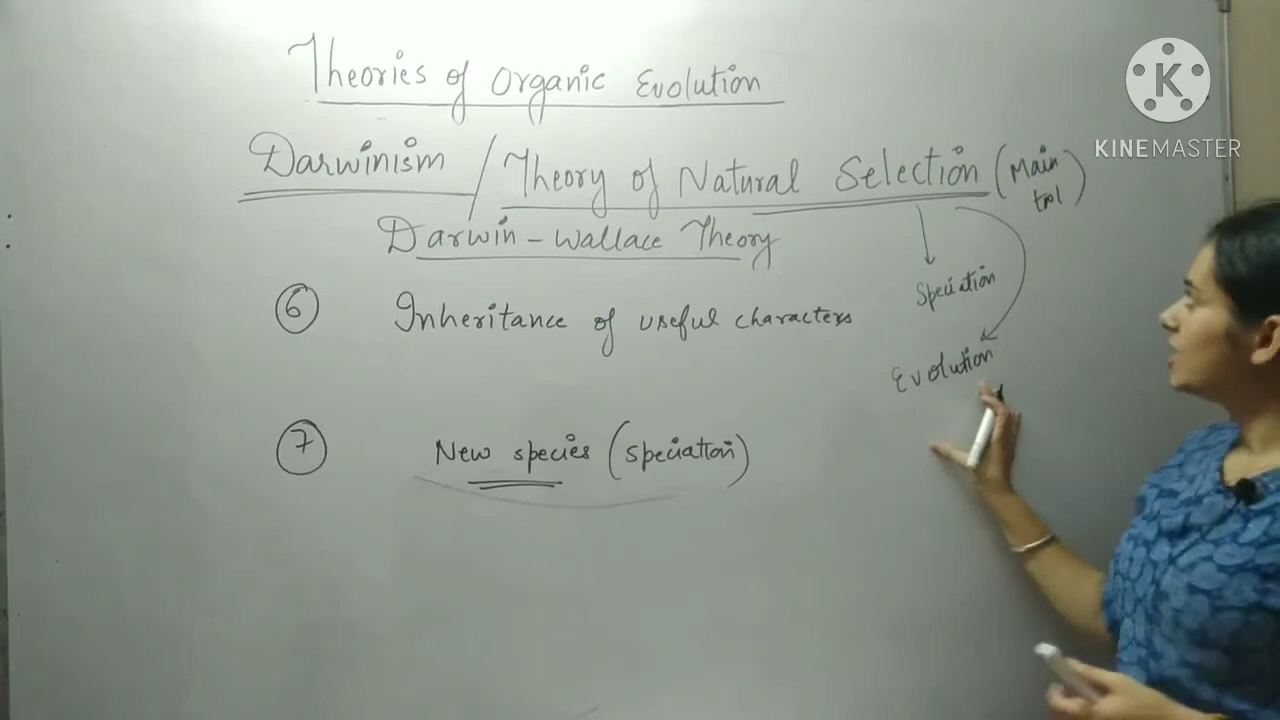 Theories of Organic Evolution
Darwinism / Theory of Natural Selection (Main
Darwin - Wallace Theory
Speciation
⑥ Inheritance of useful characters
Evolution
⑦ New species (speciation)
K
KINEMASTER